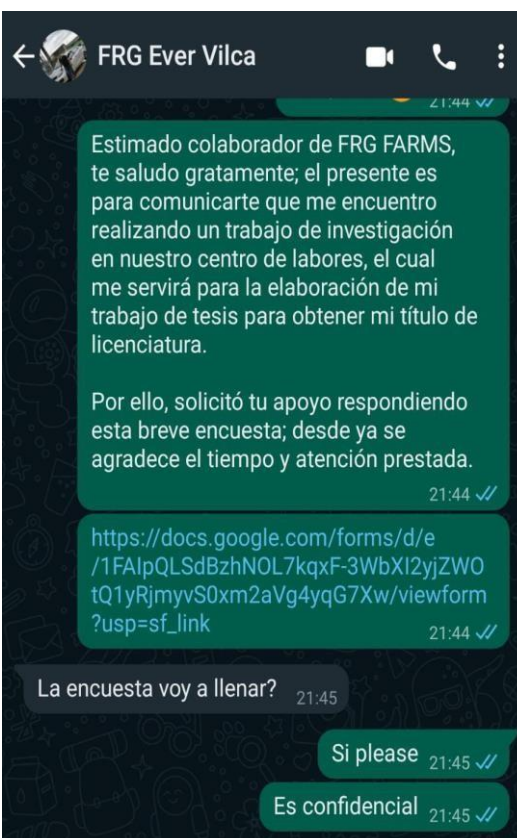 FRG Ever Vilca
21:44
Estimado colaborador de FRG FARMS,
te saludo gratamente; el presente es
para comunicarte que me encuentro
realizando un trabajo de investigación
en nuestro centro de labores, el cual
me servirá para la elaboración de mi
trabajo de tesis para obtener mi título de
licenciatura.
Por ello, solicitó tu apoyo respondiendo
esta breve encuesta; desde ya se
agradece el tiempo y atención prestada.
21:44
https://docs.google.com/forms/d/e
/1FAIpQLSdBzhNOL7kqxF-3WbXI2yjZWO
tQ1yRjmyvS0xm2aVg4yqG7Xw/viewform
?usp=sf_link
21:44
La encuesta voy a llenar? 21:45
Si please 21:45
Es confidencial 21:45